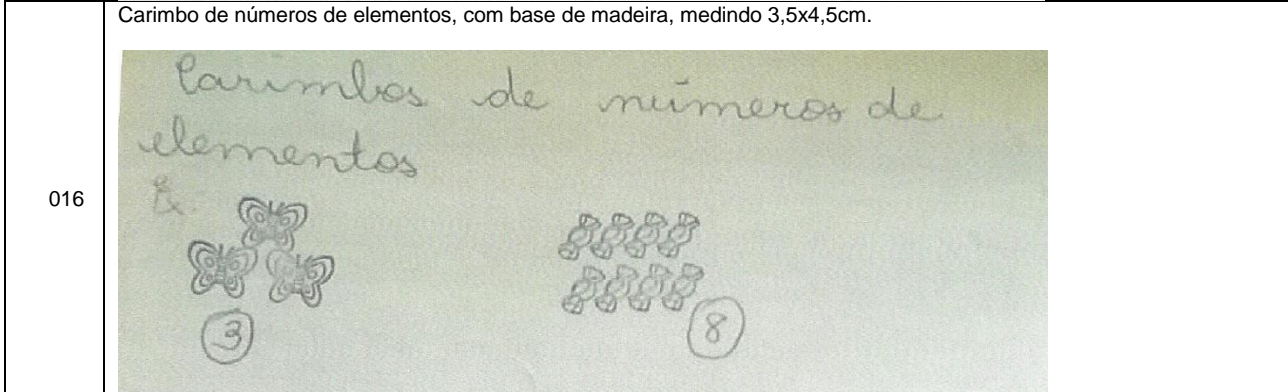 Carimbo de números de elementos, com base de madeira, medindo 3,5x4,5cm.
Carimbos de números de
elementos
Ex.
3
8
016